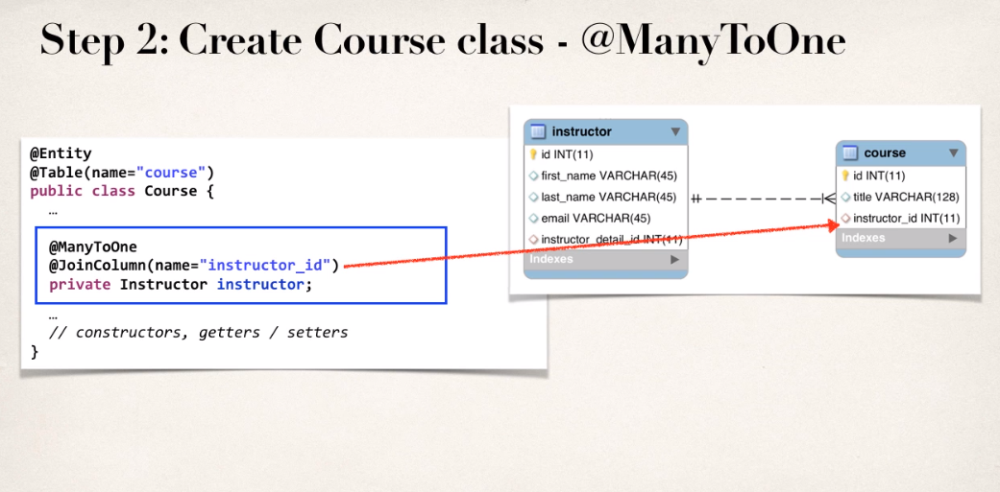 Step 2: Create Course class - @ManyToOne
@Entity
@Table(name="course")
public class Course {
…
@ManyToOne
@JoinColumn(name="instructor_id")
private Instructor instructor;
…
// constructors, getters / setters
}
instructor
id INT(11)
first_name VARCHAR(45)
last_name VARCHAR(45)
email VARCHAR(45)
instructor_detail_id INT(11)
Indexes
course
id INT(11)
title VARCHAR(128)
instructor_id INT(11)
Indexes